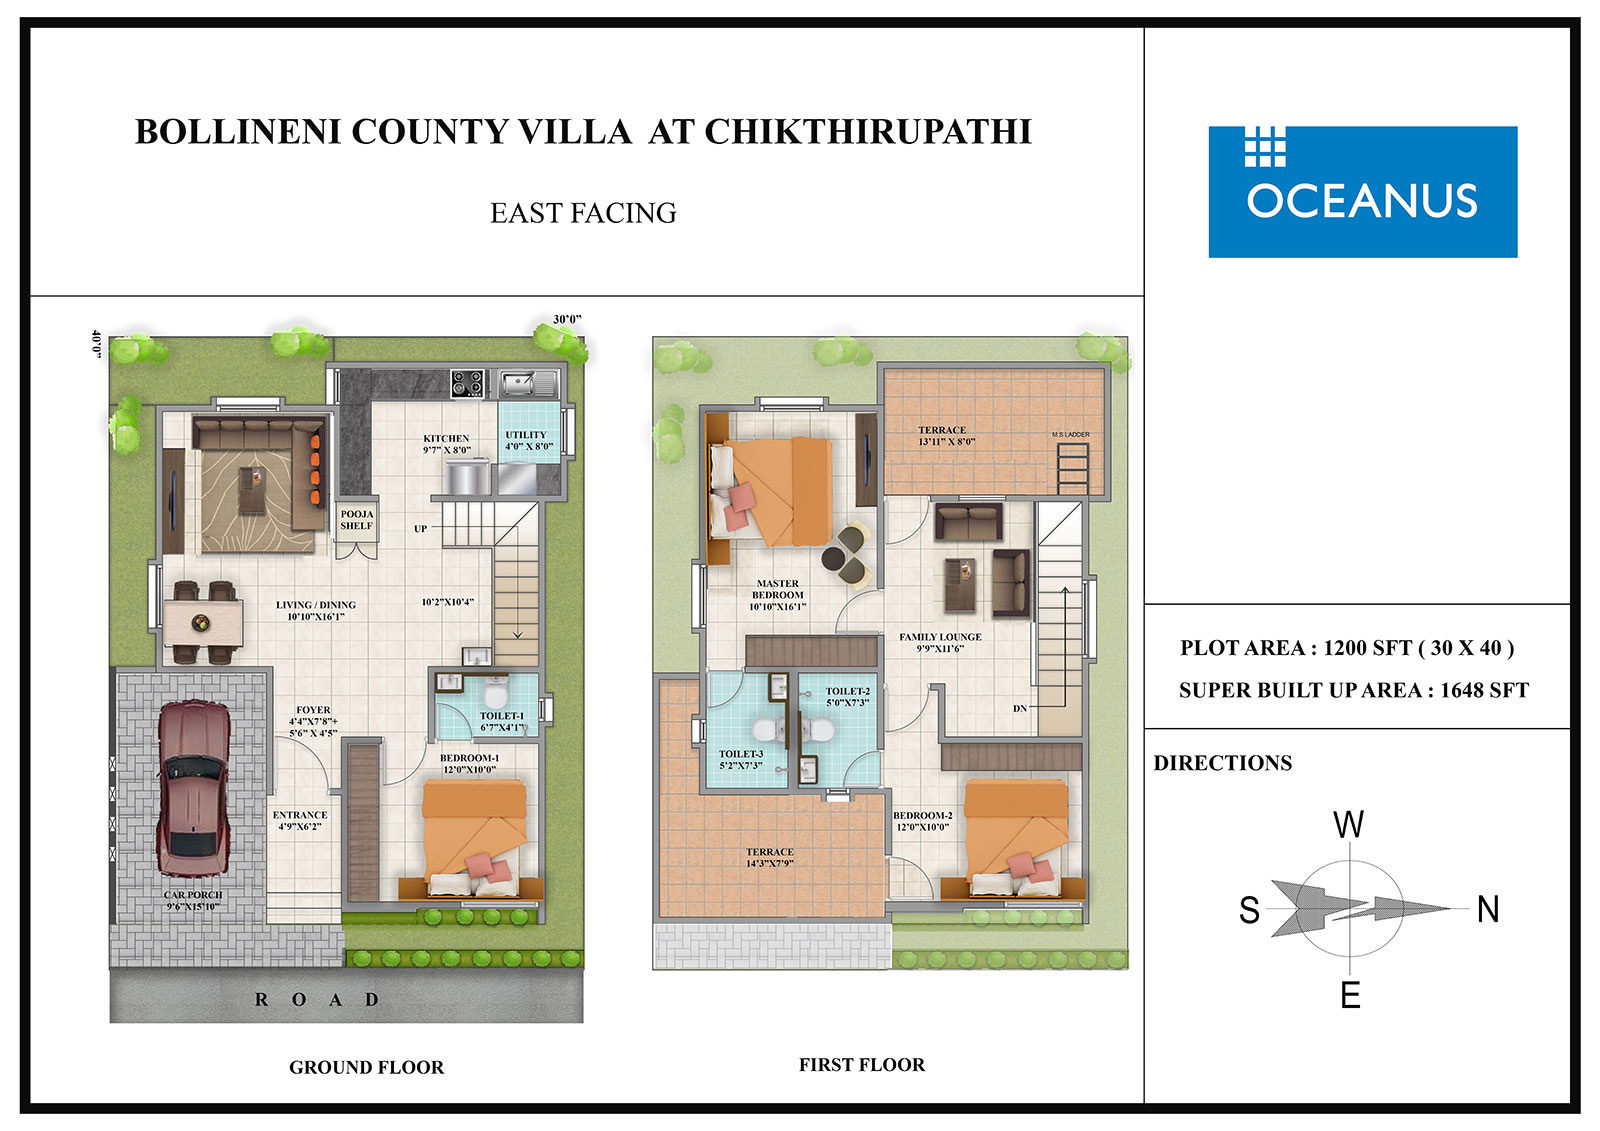 BOLLINENI COUNTY VILLA AT CHIKTHIRUPATHI
EAST FACING
OCEANUS
40'0"
30'0"
KITCHEN
9'7" X 8'0"
UTILITY
4'0" X 8'0"
POOJA
SHELF
UP
LIVING / DINING
10'10"X16'1"
10'2"X10'4"
FOYER
4'4"X7'8"+
5'6" X 4'5"
TOILET-1
6'7"X4'1"
BEDROOM-1
12'0"X10'0"
ENTRANCE
4'9"X6'2"
CAR PORCH
9'6"X15'10"
R O A D
GROUND FLOOR
TERRACE
13'11" X 8'0"
M.S.LADDER
MASTER
BEDROOM
10'10"X16'1"
FAMILY LOUNGE
9'9"X11'6"
TOILET-2
5'0"X7'3"
DN
TOILET-3
5'2"X7'3"
BEDROOM-2
12'0"X10'0"
TERRACE
14'3"X7'9"
FIRST FLOOR
PLOT AREA : 1200 SFT ( 30 X 40 )
SUPER BUILT UP AREA : 1648 SFT
DIRECTIONS
W
S
N
E